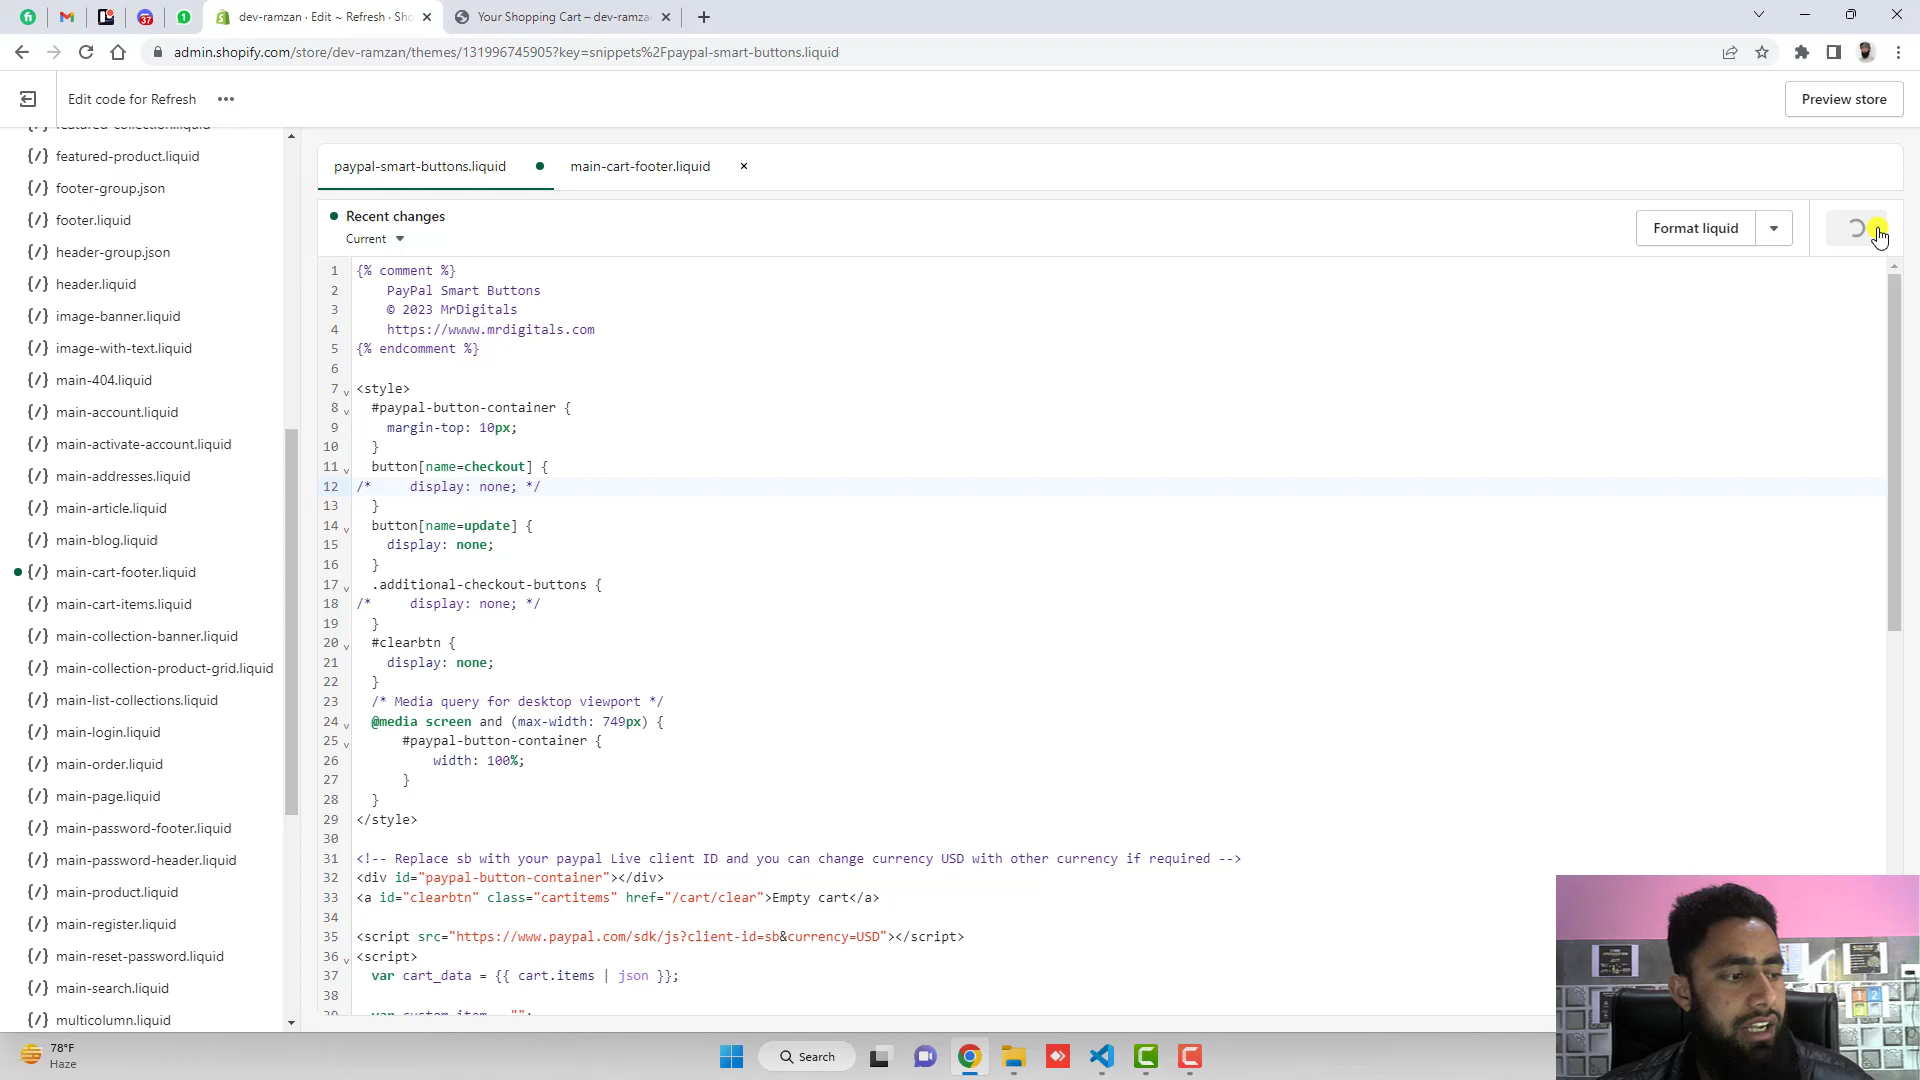 37
1
dev-ramzan · Edit ~ Refresh · Sho
Your Shopping Cart – dev-ramza
admin.shopify.com/store/dev-ramzan/themes/131996745905?key=snippets%2Fpaypal-smart-buttons.liquid
Edit code for Refresh
Preview store
featured-collection.liquid
{/} featured-product.liquid
{/} footer-group.json
{/} footer.liquid
{/} header-group.json
{/} header.liquid
{/} image-banner.liquid
{/} image-with-text.liquid
{/} main-404.liquid
{/} main-account.liquid
{/} main-activate-account.liquid
{/} main-addresses.liquid
{/} main-article.liquid
{/} main-blog.liquid
{/} main-cart-footer.liquid
{/} main-cart-items.liquid
{/} main-collection-banner.liquid
{/} main-collection-product-grid.liquid
{/} main-list-collections.liquid
{/} main-login.liquid
{/} main-order.liquid
{/} main-page.liquid
{/} main-password-footer.liquid
{/} main-password-header.liquid
{/} main-product.liquid
{/} main-register.liquid
{/} main-reset-password.liquid
{/} main-search.liquid
{/} multicolumn.liquid
paypal-smart-buttons.liquid
main-cart-footer.liquid
Recent changes
Current
Format liquid
1 {% comment %}
2 PayPal Smart Buttons
3 © 2023 MrDigitals
4 https://wwww.mrdigitals.com
5 {% endcomment %}
6
7 <style>
8 #paypal-button-container {
9 margin-top: 10px;
10 }
11 button[name=checkout] {
12 /* display: none; */
13 }
14 button[name=update] {
15 display: none;
16 }
17 .additional-checkout-buttons {
18 /* display: none; */
19 }
20 #clearbtn {
21 display: none;
22 }
23 /* Media query for desktop viewport */
24 @media screen and (max-width: 749px) {
25 #paypal-button-container {
26 width: 100%;
27 }
28 }
29 </style>
30
31 <!-- Replace sb with your paypal Live client ID and you can change currency USD with other currency if required -->
32 <div id="paypal-button-container"></div>
33 <a id="clearbtn" class="cartitems" href="/cart/clear">Empty cart</a>
34
35 <script src="https://www.paypal.com/sdk/js?client-id=sb&currency=USD"></script>
36 <script>
37 var cart_data = {{ cart.items | json }};
38
39 var custom_item = "";
78°F
Haze
Search